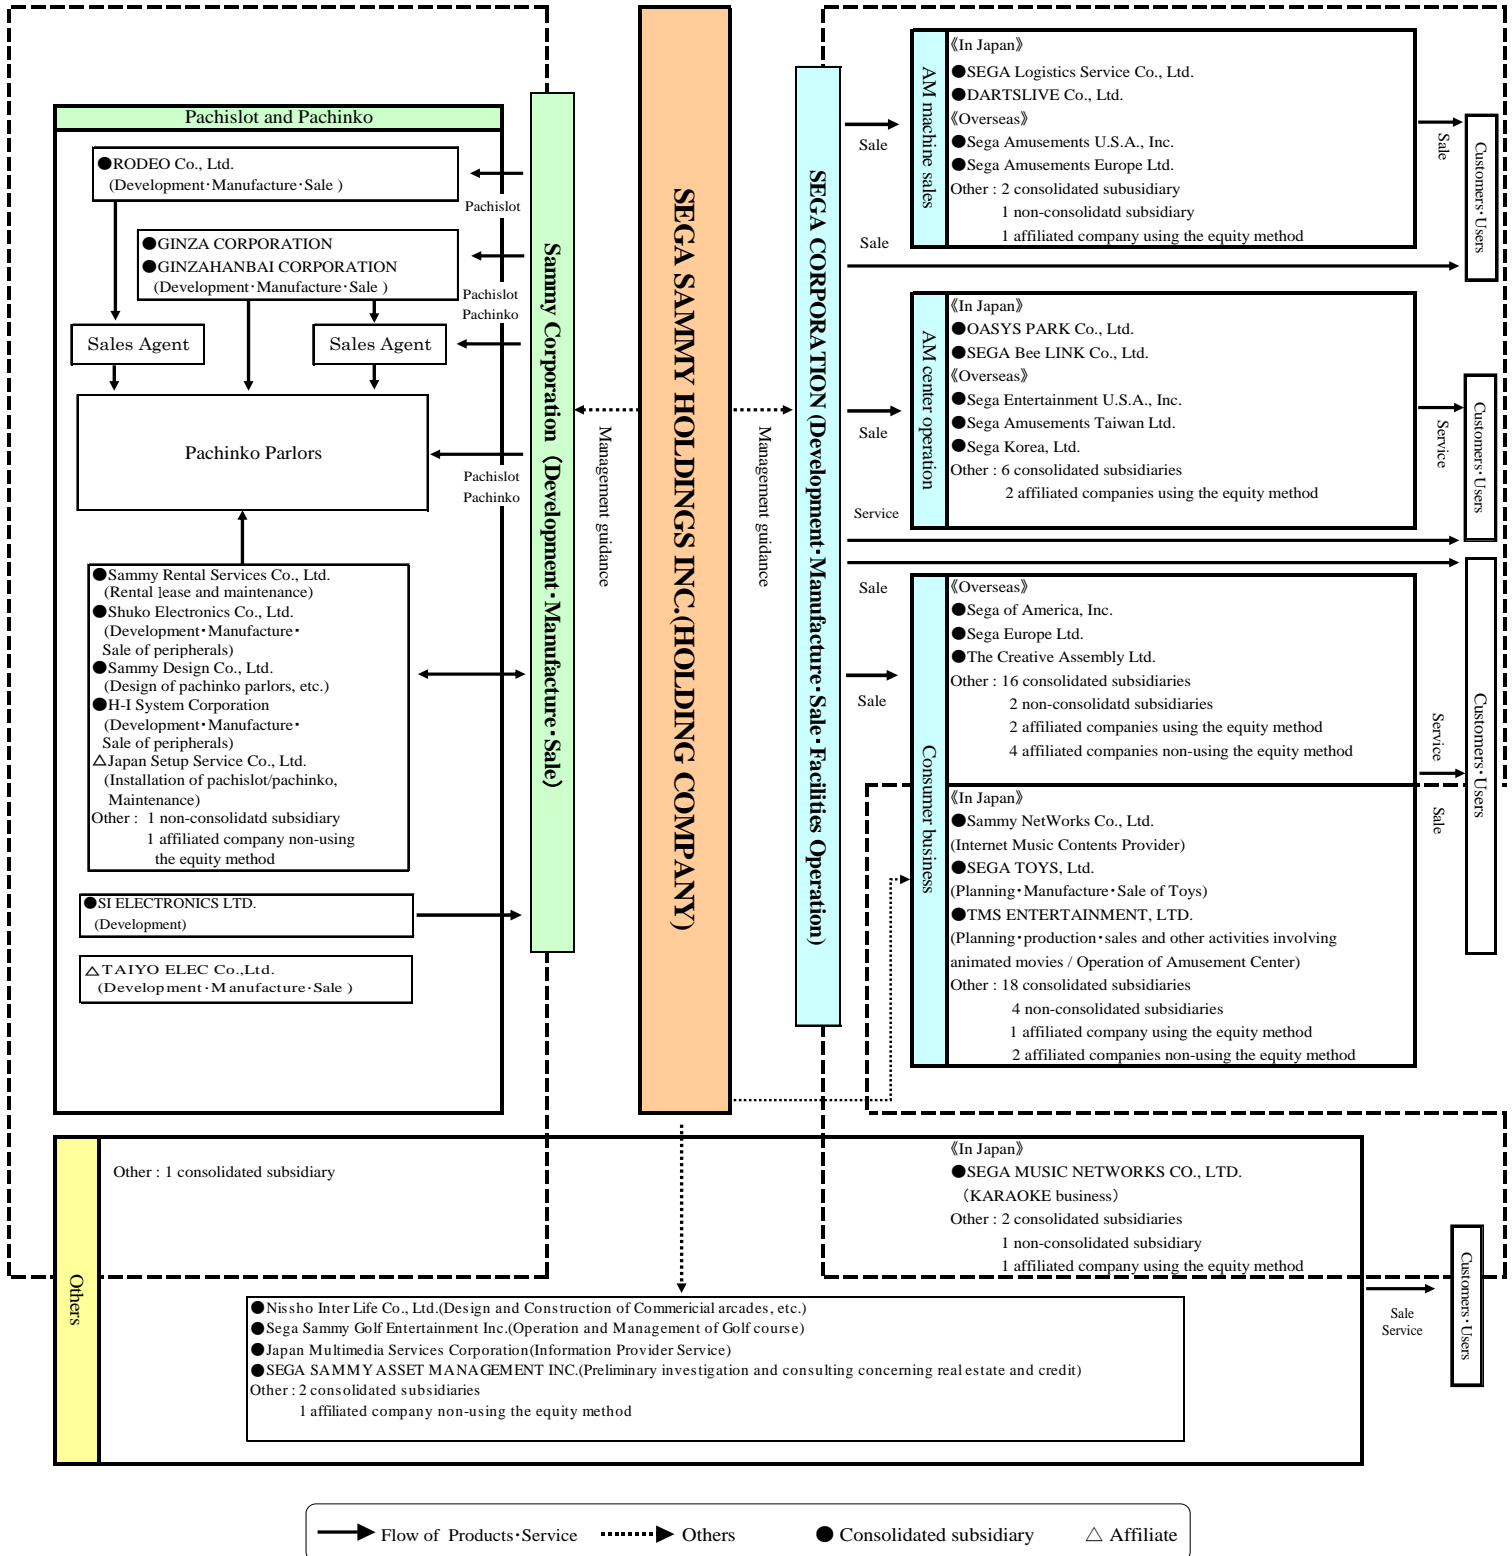 Pachislot and Pachinko
●RODEO Co., Ltd.
(Development･Manufacture･Sale )
Pachislot
●GINZA CORPORATION
●GINZAHANBAI CORPORATION
(Development･Manufacture･Sale )
Pachislot
Pachinko
Sales Agent
Sales Agent
Pachinko Parlors
Pachislot
Pachinko
●Sammy Rental Services Co., Ltd.
(Rental lease and maintenance)
●Shuko Electronics Co., Ltd.
(Development･Manufacture･
Sale of peripherals)
●Sammy Design Co., Ltd.
(Design of pachinko parlors, etc.)
●H-I System Corporation
(Development･Manufacture･
Sale of peripherals)
△Japan Setup Service Co., Ltd.
(Installation of pachislot/pachinko,
Maintenance)
Other : 1 non-consolidatd subsidiary
1 affiliated company non-using
the equity method
●SI ELECTRONICS LTD.
(Development)
△TAIYO ELEC Co.,Ltd.
(Development･Manufacture･Sale )
Sammy Corporation （Development･Manufacture･Sale）
Management guidance
SEGA SAMMY HOLDINGS INC.(HOLDING COMPANY)
Management guidance
SEGA CORPORATION (Development･Manufacture･Sale･Facilities Operation)
Sale
AM machine sales
《In Japan》
●SEGA Logistics Service Co., Ltd.
●DARTSLIVE Co., Ltd.
《Overseas》
●Sega Amusements U.S.A., Inc.
●Sega Amusements Europe Ltd.
Other : 2 consolidated subusidiary
1 non-consolidatd subsidiary
1 affiliated company using the equity method
Sale
Sale
Customers･Users
Sale
AM center operation
《In Japan》
●OASYS PARK Co., Ltd.
●SEGA Bee LINK Co., Ltd.
《Overseas》
●Sega Entertainment U.S.A., Inc.
●Sega Amusements Taiwan Ltd.
●Sega Korea, Ltd.
Other : 6 consolidated subsidiaries
2 affiliated companies using the equity method
Service
Service
Customers･Users
Sale
Sale
Consumer business
《Overseas》
●Sega of America, Inc.
●Sega Europe Ltd.
●The Creative Assembly Ltd.
Other : 16 consolidated subsidiaries
2 non-consolidatd subsidiaries
2 affiliated companies using the equity method
4 affiliated companies non-using the equity method
《In Japan》
●Sammy NetWorks Co., Ltd.
(Internet Music Contents Provider)
●SEGA TOYS, Ltd.
(Planning･Manufacture･Sale of Toys)
●TMS ENTERTAINMENT, LTD.
(Planning･production･sales and other activities involving
animated movies / Operation of Amusement Center)
Other : 18 consolidated subsidiaries
4 non-consolidated subsidiaries
1 affiliated company using the equity method
2 affiliated companies non-using the equity method
Service
Sale
Customers･Users
Others
Other : 1 consolidated subsidiary
《In Japan》
●SEGA MUSIC NETWORKS CO., LTD.
（KARAOKE business）
Other : 2 consolidated subsidiaries
1 non-consolidated subsidiary
1 affiliated company using the equity method
●Nissho Inter Life Co., Ltd.(Design and Construction of Commericial arcades, etc.)
●Sega Sammy Golf Entertainment Inc.(Operation and Management of Golf course)
●Japan Multimedia Services Corporation(Information Provider Service)
●SEGA SAMMY ASSET MANAGEMENT INC.(Preliminary investigation and consulting concerning real estate and credit)
Other : 2 consolidated subsidiaries
1 affiliated company non-using the equity method
Sale
Service
Customers･Users
Flow of Products･Service
Others
● Consolidated subsidiary
△ Affiliate